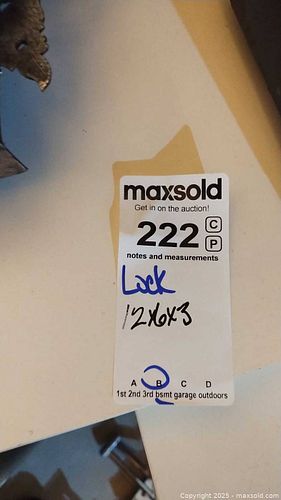 maxsold
Get in on the auction!
222 C
P
notes and measurements
Lock
12x6x3
A B C D
1st 2nd 3rd bsmt garage outdoors
Copyright 2025 - maxsold.com